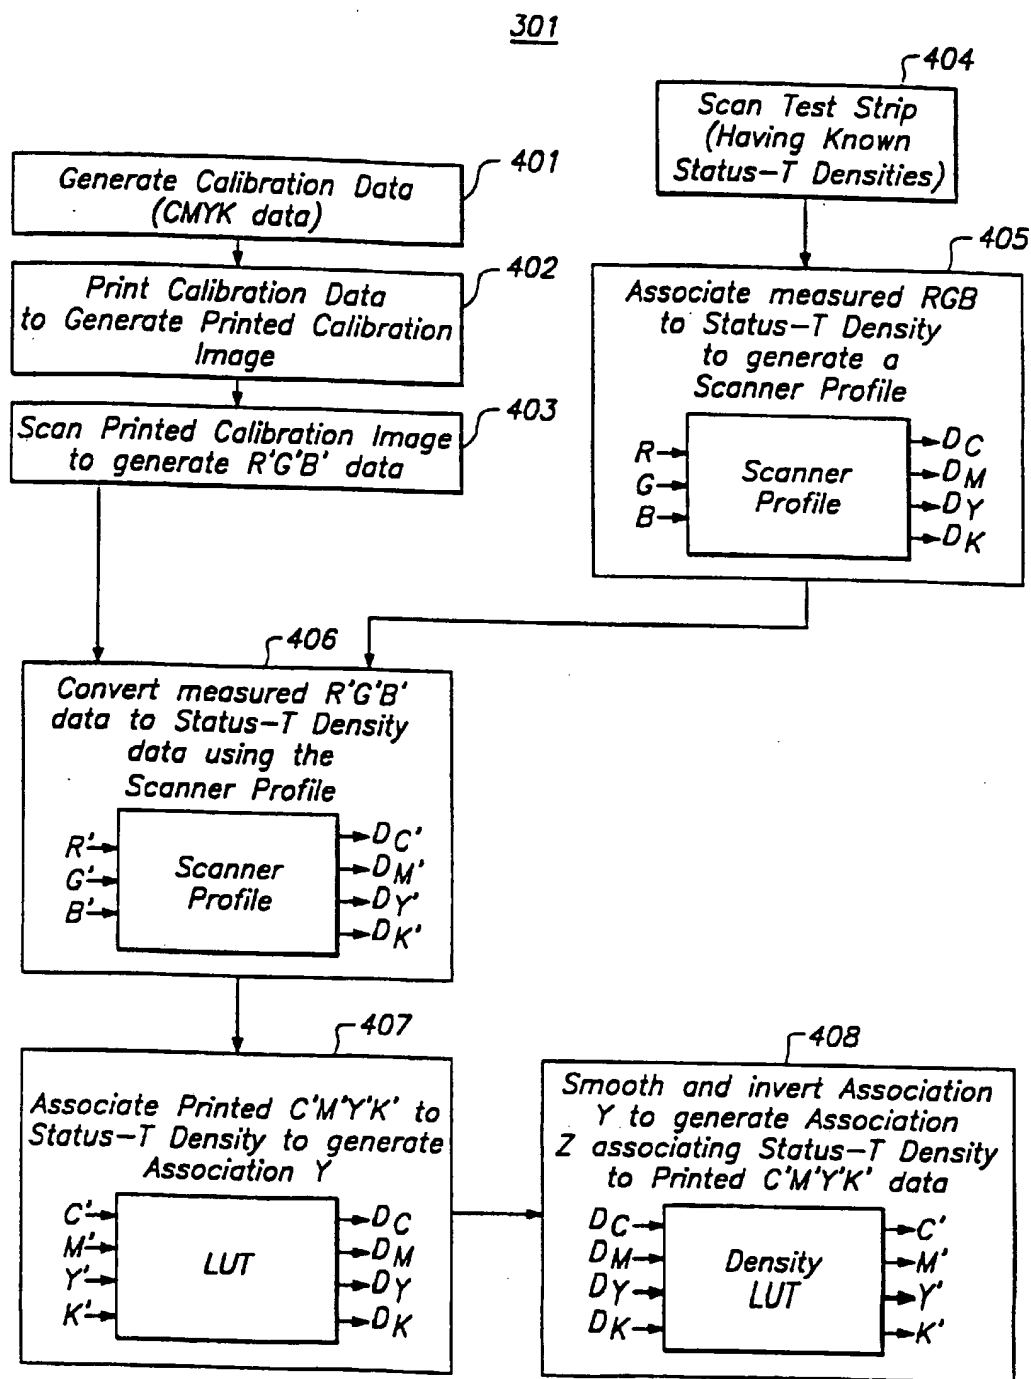 301
404
Scan Test Strip
(Having Known
Status-T Densities)
401
Generate Calibration Data
(CMYK data)
402
Print Calibration Data
to Generate Printed Calibration
Image
403
Scan Printed Calibration Image
to generate R'G'B' data
405
Associate measured RGB
to Status-T Density
to generate a
Scanner Profile
R
G
B
Scanner
Profile
DC
DM
DY
DK
406
Convert measured R'G'B'
data to Status-T Density
data using the
Scanner Profile
R'
G'
B'
Scanner
Profile
DC'
DM'
DY'
DK'
407
Associate Printed C'M'Y'K' to
Status-T Density to generate
Association Y
C'
M'
Y'
K'
LUT
DC
DM
DY
DK
408
Smooth and invert Association
Y to generate Association
Z associating Status-T Density
to Printed C'M'Y'K' data
DC
DM
DY
DK
Density
LUT
C'
M'
Y'
K'